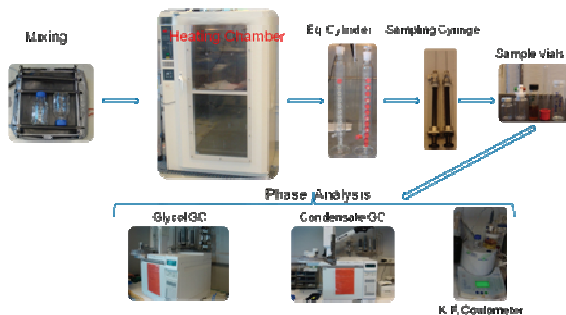 Mixing
Heating Chamber
Eq. Cylinder
Sampling Syringe
Sample vials
Phase Analysis
Glycol GC
Condensate GC
K. F. Coulometer